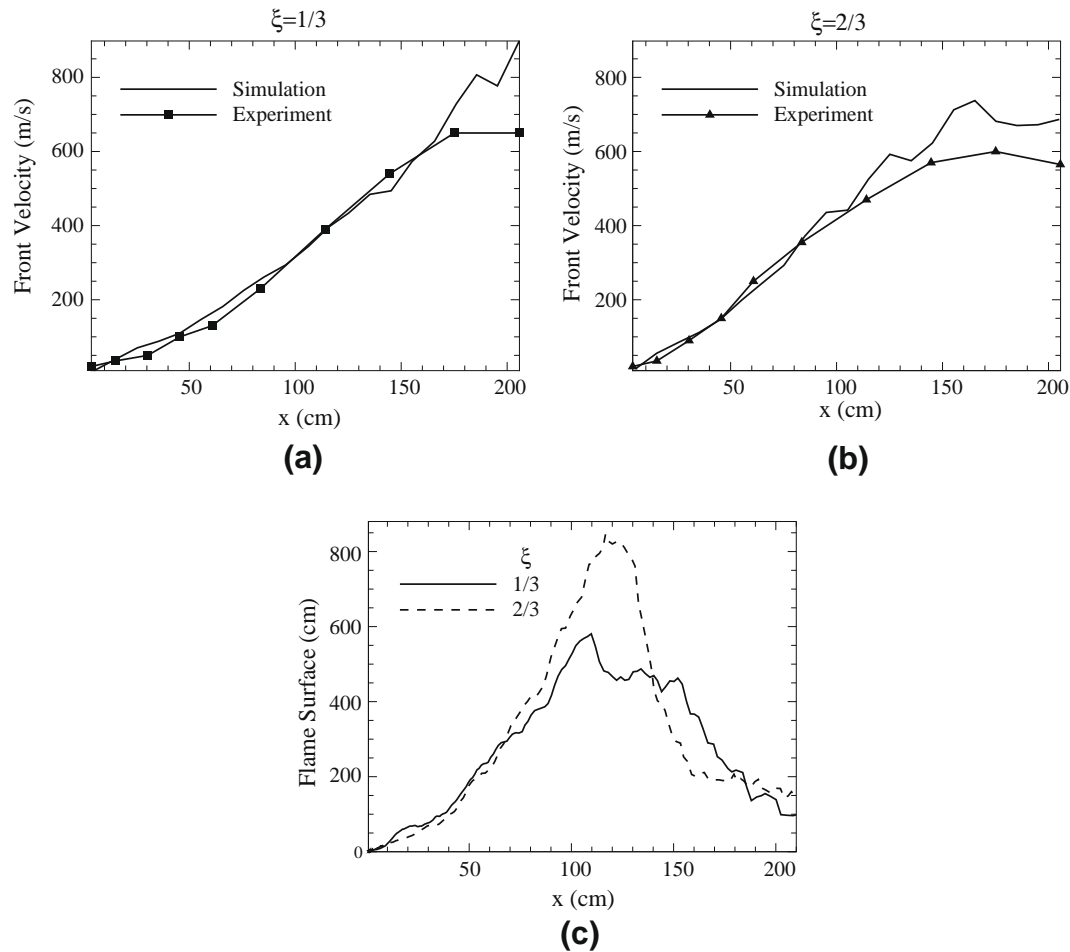 ξ=1/3
Front Velocity (m/s)
800
600
400
200
Simulation
Experiment
50
100
150
200
x (cm)
(a)
ξ=2/3
Front Velocity (m/s)
800
600
400
200
Simulation
Experiment
50
100
150
200
x (cm)
(b)
Flame Surface (cm)
800
600
400
200
0
ξ
1/3
2/3
50
100
150
200
x (cm)
(c)